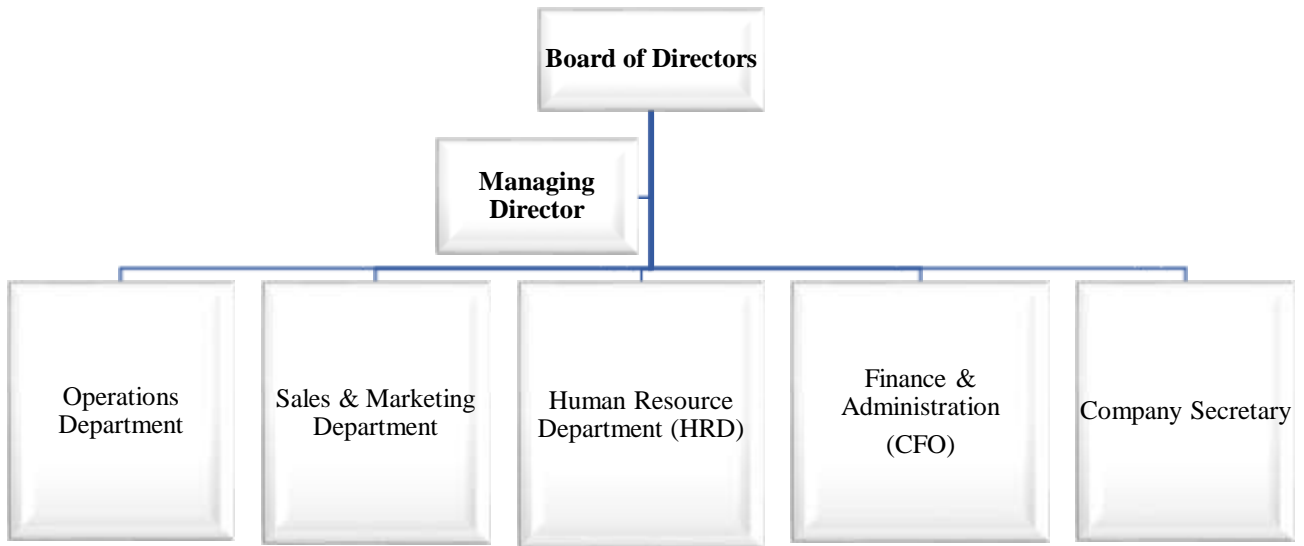 Board of Directors
Managing
Director
Operations
Department
Sales & Marketing
Department
Human Resource
Department (HRD)
Finance &
Administration
(CFO)
Company Secretary